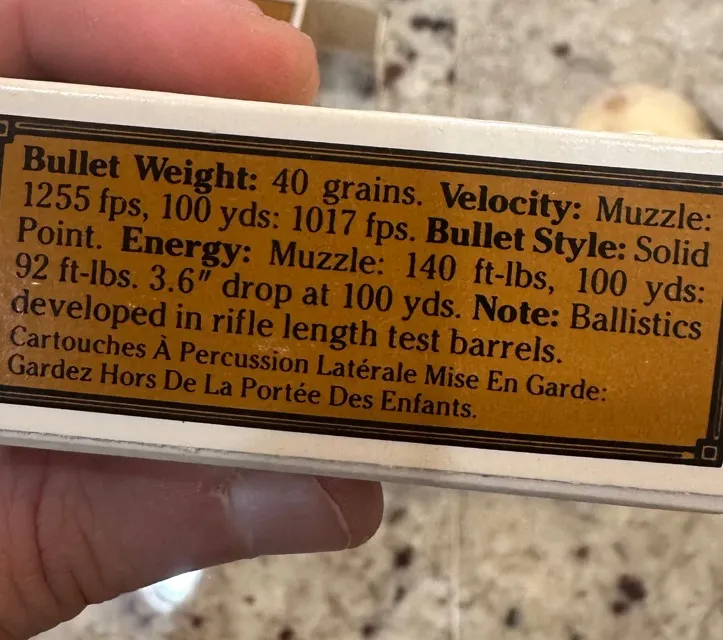 Bullet Weight: 40 grains. Velocity: Muzzle:
1255 fps, 100 yds: 1017 fps. Bullet Style: Solid
Point. Energy: Muzzle: 140 ft-lbs, 100 yds:
92 ft-lbs. 3.6″ drop at 100 yds. Note: Ballistics
developed in rifle length test barrels.
Cartouches À Percussion Latérale Mise En Garde:
Gardez Hors De La Portée Des Enfants.